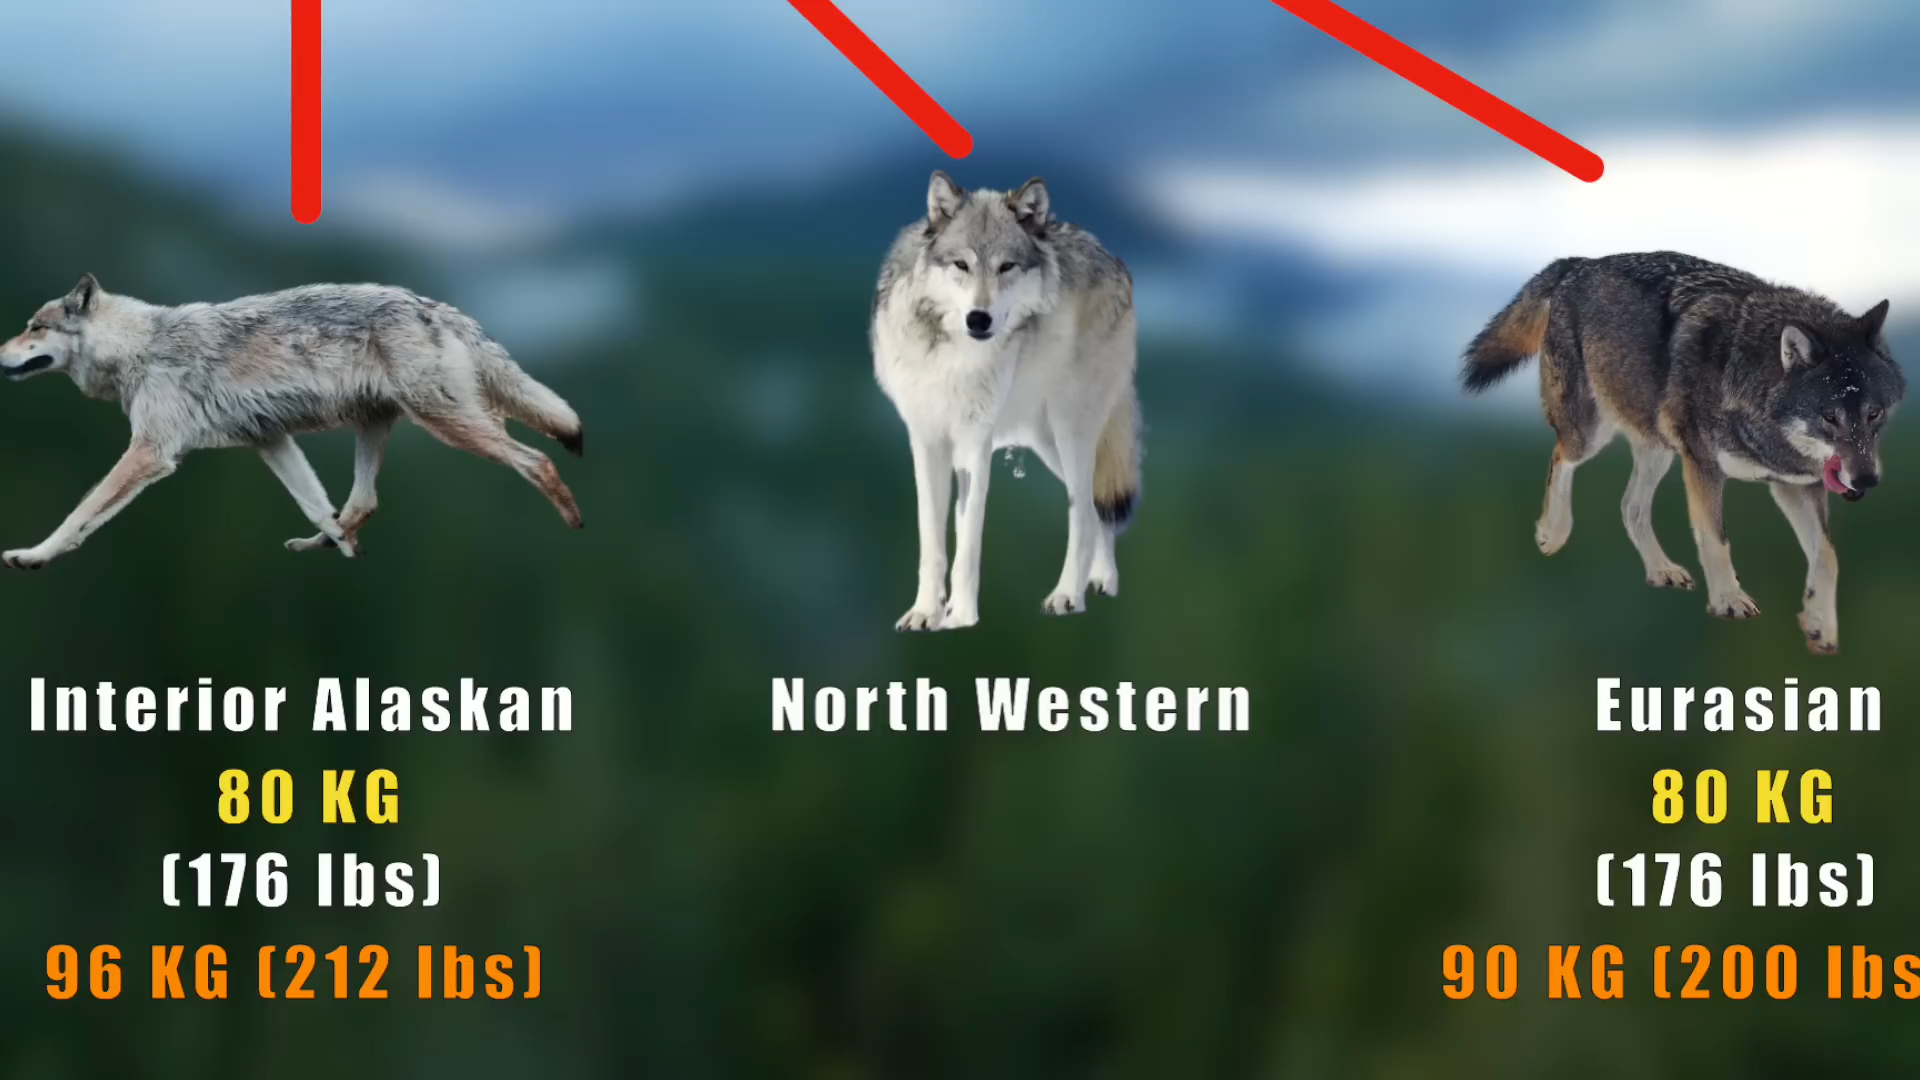 Interior Alaskan
80 KG
(176 lbs)
96 KG (212 lbs)
North Western
Eurasian
80 KG
(176 lbs)
90 KG (200 lbs